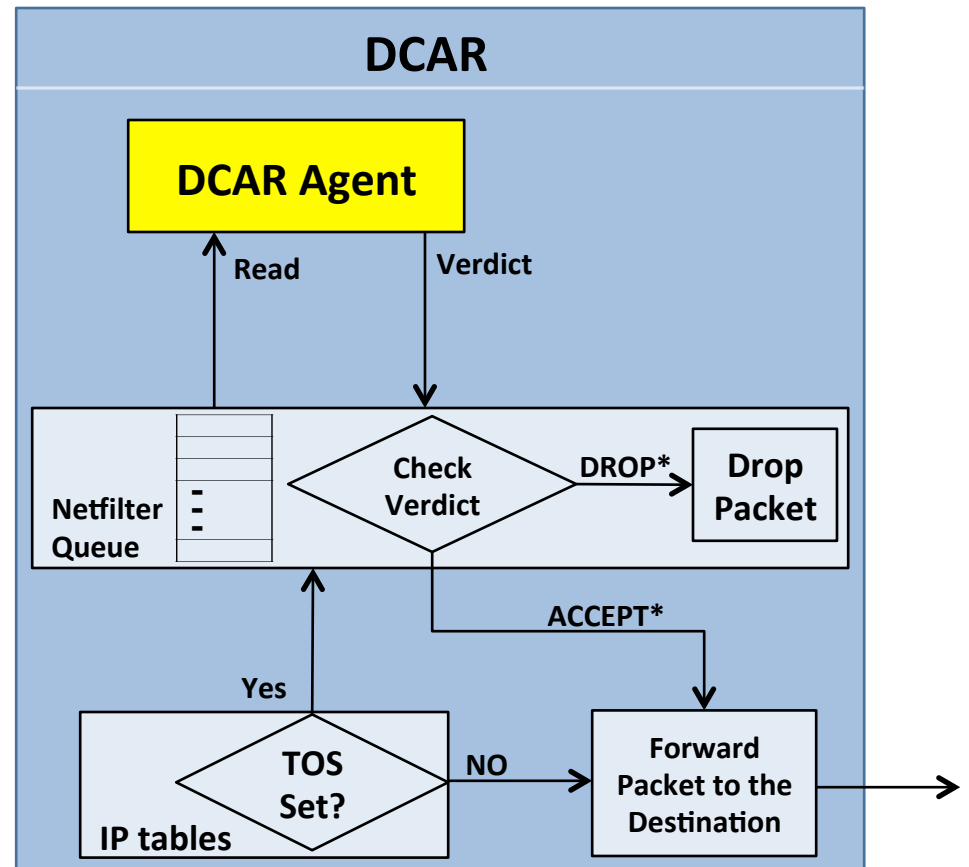 DCAR
DCAR Agent
Read
Verdict
Netfilter
Queue
Check
Verdict
DROP*
Drop
Packet
ACCEPT*
Yes
TOS
Set?
IP tables
NO
Forward
Packet to the
Destination